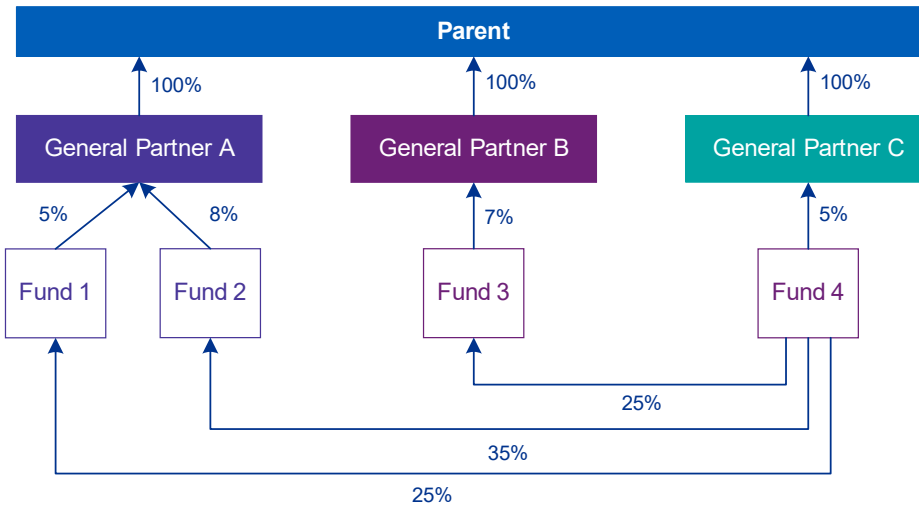 Parent
100%
100%
100%
General Partner A
General Partner B
General Partner C
5%
8%
7%
5%
Fund 1
Fund 2
Fund 3
Fund 4
25%
35%
25%